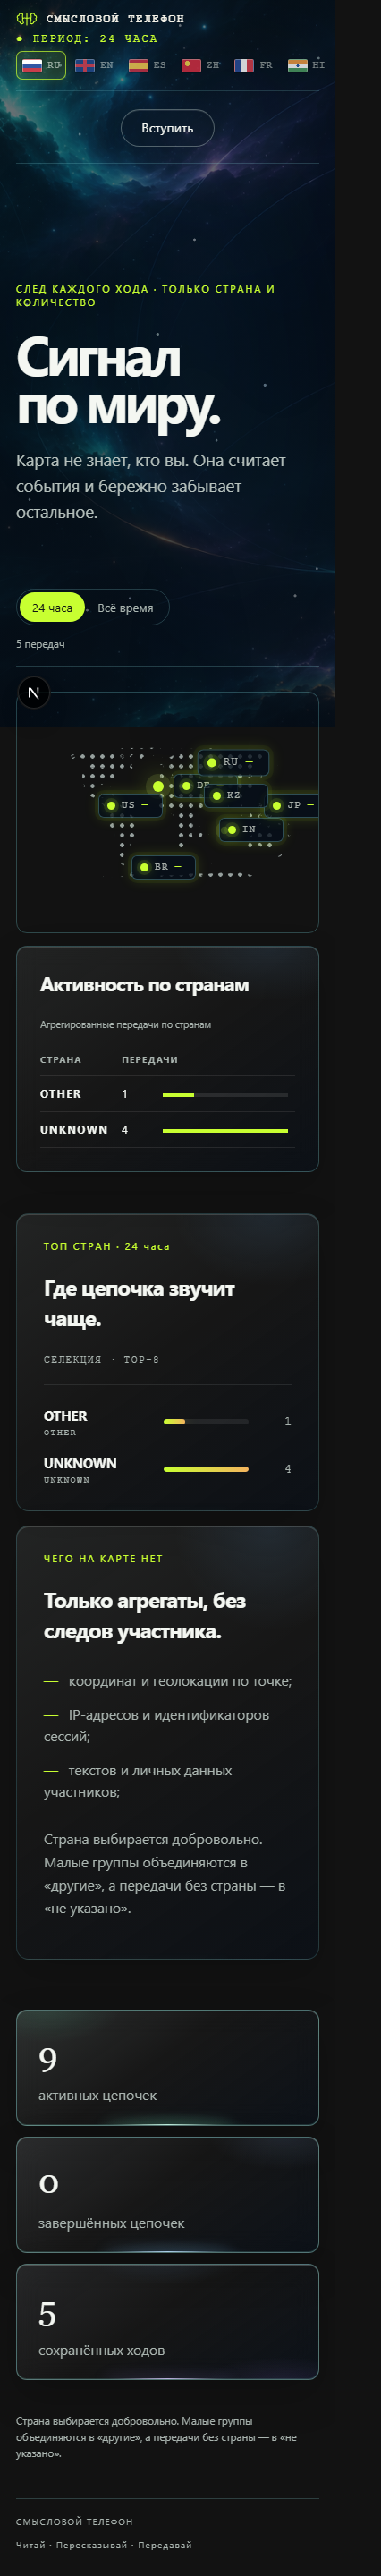 СМЫСЛОВОЙ ТЕЛЕФОН
ПЕРИОД: 24 ЧАСА
RU EN ES ZH FR HI
Вступить
СЛЕД КАЖДОГО ХОДА · ТОЛЬКО СТРАНА И
КОЛИЧЕСТВО
Сигнал
по миру.
Карта не знает, кто вы. Она считает
события и бережно забывает
остальное.
24 часа Всё время
5 передач
N
RU —
DE
KZ —
US —
JP —
IN —
BR —
Активность по странам
Агрегированные передачи по странам
СТРАНА ПЕРЕДАЧИ
OTHER 1
UNKNOWN 4
ТОП СТРАН · 24 часа
Где цепочка звучит
чаще.
СЕЛЕКЦИЯ · TOP-8
OTHER 1
OTHER
UNKNOWN 4
UNKNOWN
ЧЕГО НА КАРТЕ НЕТ
Только агрегаты, без
следов участника.
— координат и геолокации по точке;
— IP-адресов и идентификаторов
сессий;
— текстов и личных данных
участников;
Страна выбирается добровольно.
Малые группы объединяются в
«другие», а передачи без страны — в
«не указано».
9
активных цепочек
0
завершённых цепочек
5
сохранённых ходов
Страна выбирается добровольно. Малые группы
объединяются в «другие», а передачи без страны — в «не
указано».
СМЫСЛОВОЙ ТЕЛЕФОН
Читай · Пересказывай · Передавай